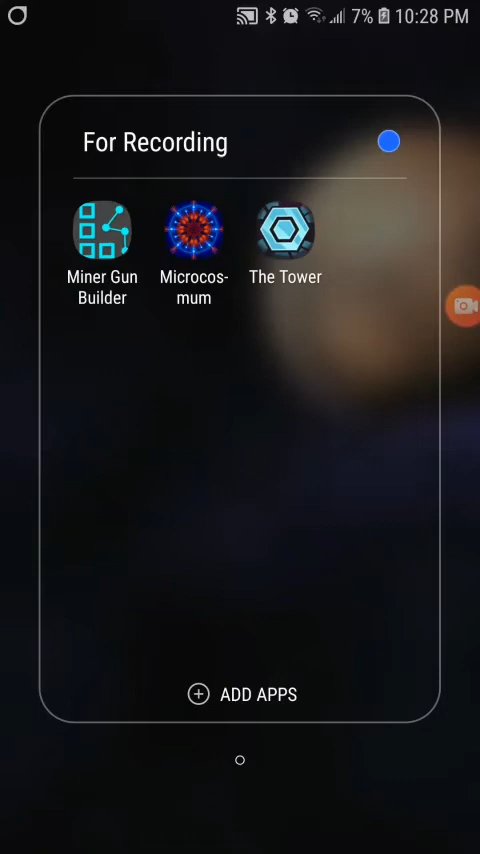 7% 10:28 PM
For Recording
Miner Gun
Builder
Microcos-
mum
The Tower
ADD APPS